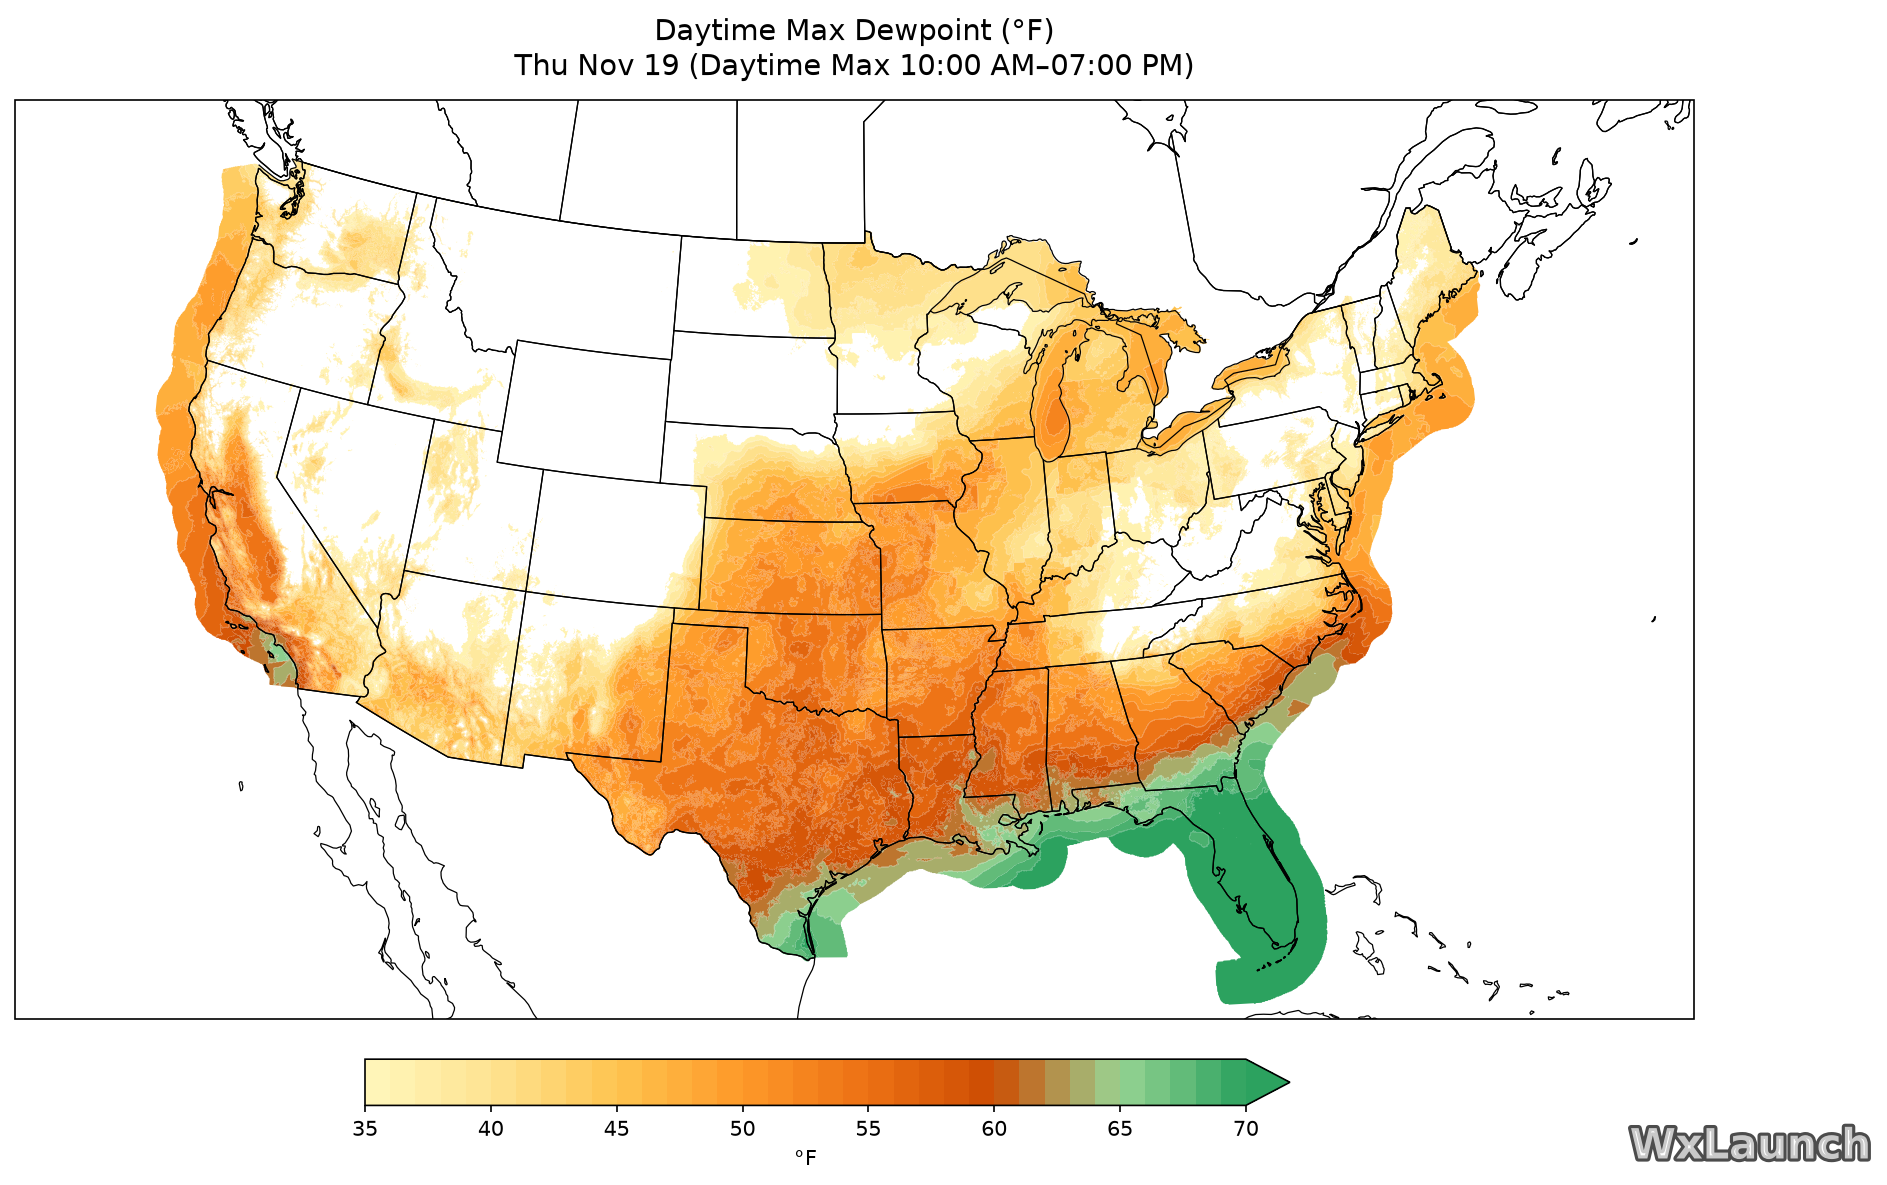 Daytime Max Dewpoint (°F)
Thu Nov 19 (Daytime Max 10:00 AM–07:00 PM)
35 40 45 50 55 60 65 70
°F
WxLaunch